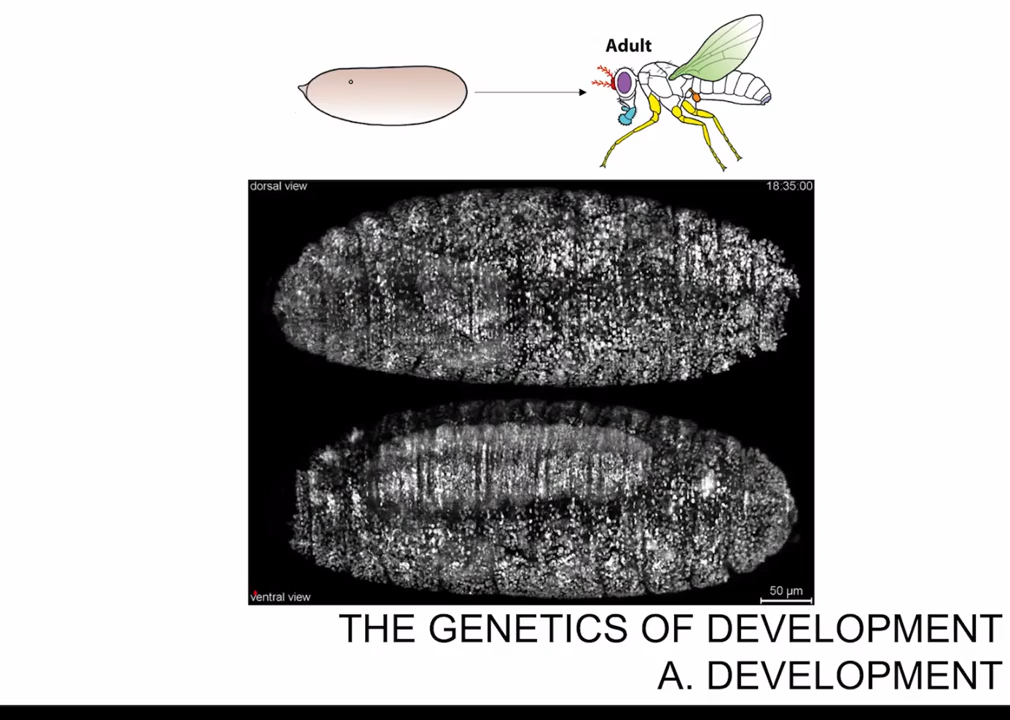 Adult
dorsal view
18:35:00
ventral view
50 µm
THE GENETICS OF DEVELOPMENT
A. DEVELOPMENT